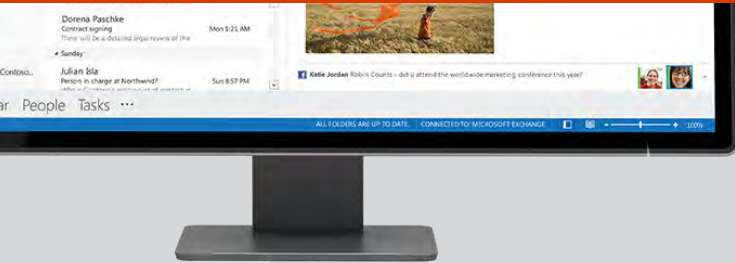 Dorena Paschke
Contract signing Mon 1:21 AM
There will be a detailed legal review of the
Sunday
Contoso... Julian Isla
Person in charge at Northwind? Sun 8:57 PM
Katie Jordan Robin Counts - did you attend the worldwide marketing conference this year?
ar People Tasks ···
ALL FOLDERS ARE UP TO DATE. CONNECTED TO: MICROSOFT EXCHANGE 100%